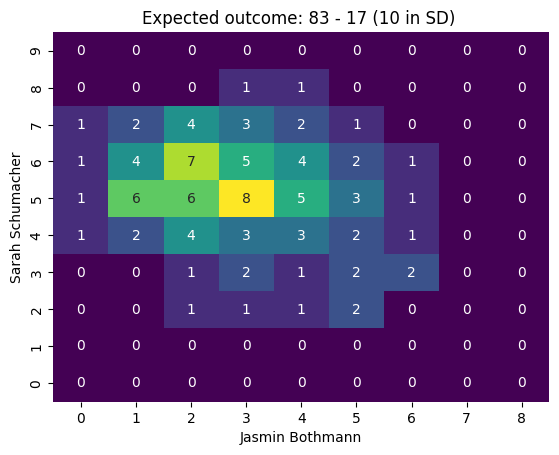 Expected outcome: 83 - 17 (10 in SD)
Sarah Schumacher
9 0 0 0 0 0 0 0 0 0
8 0 0 0 1 1 0 0 0 0
7 1 2 4 3 2 1 0 0 0
6 1 4 7 5 4 2 1 0 0
5 1 6 6 8 5 3 1 0 0
4 1 2 4 3 3 2 1 0 0
3 0 0 1 2 1 2 2 0 0
2 0 0 1 1 1 2 0 0 0
1 0 0 0 0 0 0 0 0 0
0 0 0 0 0 0 0 0 0 0
0 1 2 3 4 5 6 7 8
Jasmin Bothmann